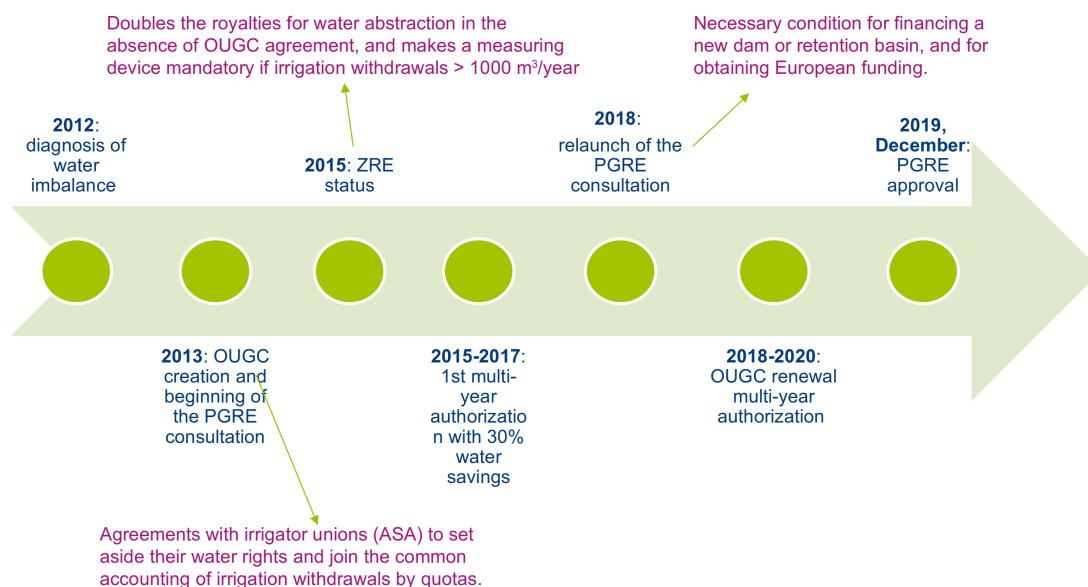 Doubles the royalties for water abstraction in the
absence of OUGC agreement, and makes a measuring
device mandatory if irrigation withdrawals > 1000 m³/year
Necessary condition for financing a
new dam or retention basin, and for
obtaining European funding.
2012:
diagnosis of
water
imbalance
2015: ZRE
status
2018:
relaunch of the
PGRE
consultation
2019,
December:
PGRE
approval
2013: OUGC
creation and
beginning of
the PGRE
consultation
2015-2017:
1st multi-
year
authorizatio
n with 30%
water
savings
2018-2020:
OUGC renewal
multi-year
authorization
Agreements with irrigator unions (ASA) to set
aside their water rights and join the common
accounting of irrigation withdrawals by quotas.